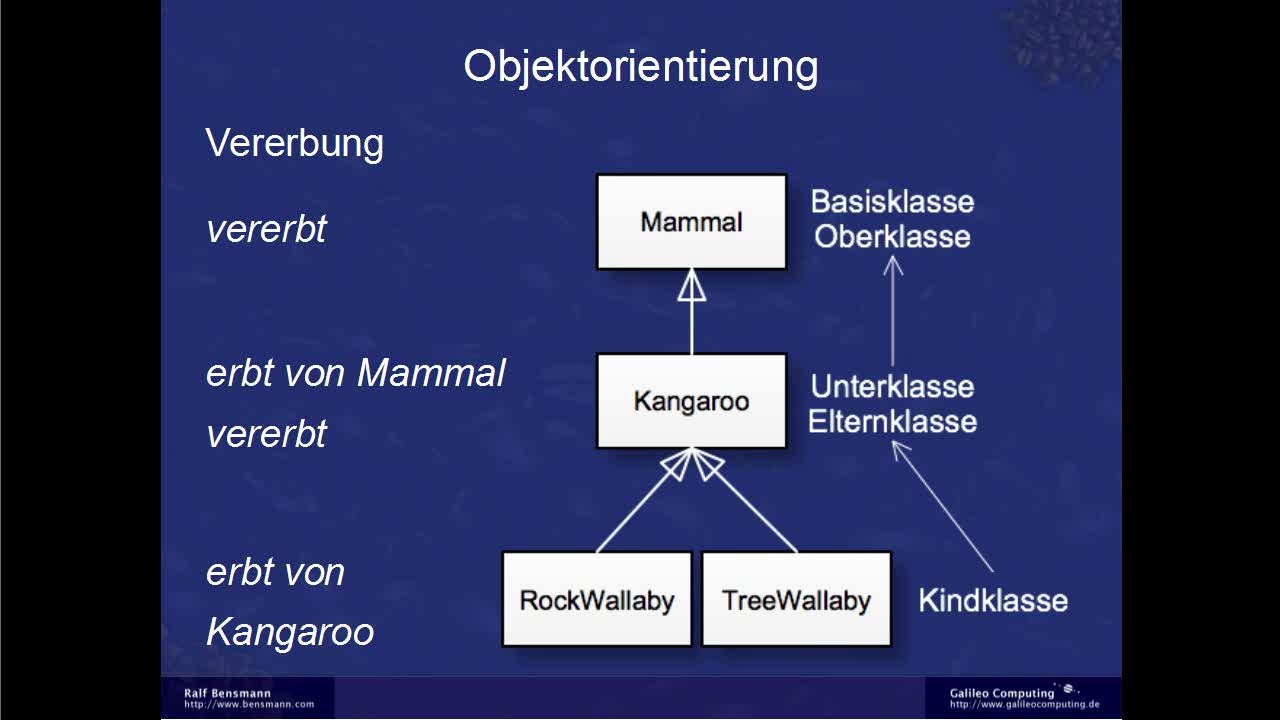 Objektorientierung
Vererbung
vererbt
Mammal
Basisklasse
Oberklasse
erbt von Mammal
vererbt
Kangaroo
Unterklasse
Elternklasse
erbt von
Kangaroo
RockWallaby
TreeWallaby
Kindklasse
Ralf Bensmann
http://www.bensmann.com
Galileo Computing
http://www.galileocomputing.de